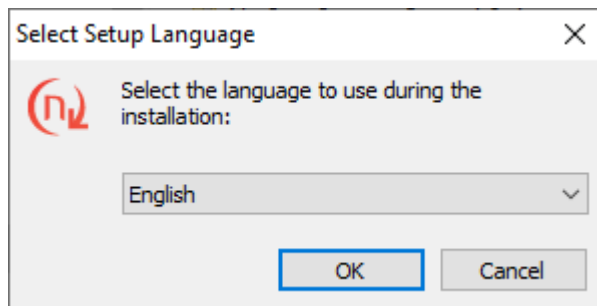 Select Setup Language
Select the language to use during the
installation:
English
OK
Cancel